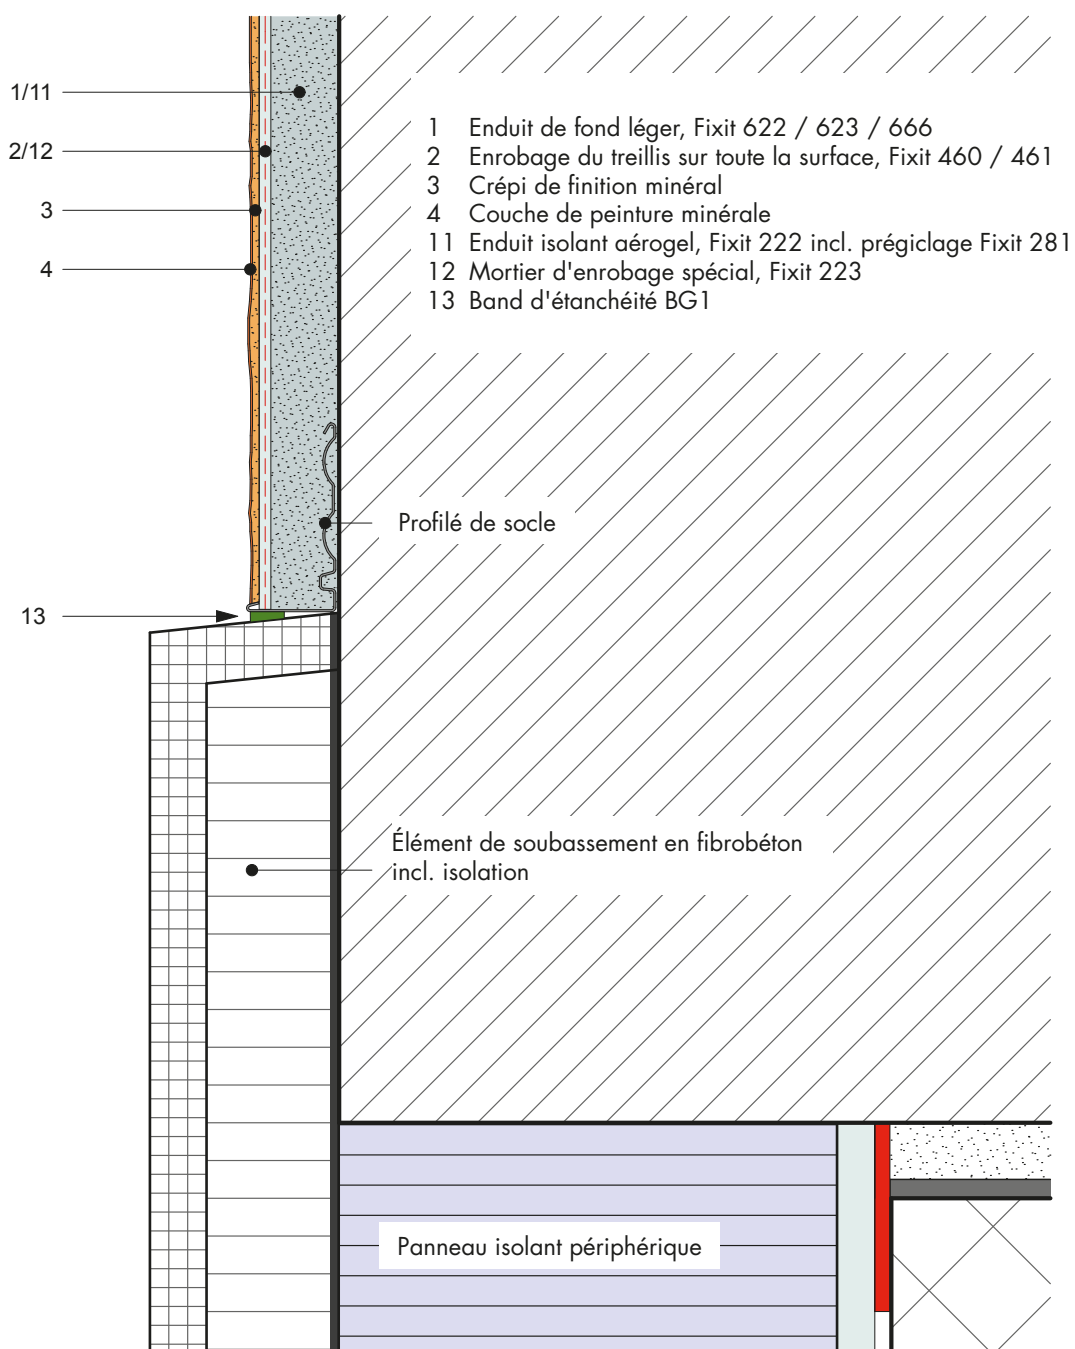 1/11
2/12
3
4
1 Enduit de fond léger, Fixit 622 / 623 / 666
2 Enrobage du treillis sur toute la surface, Fixit 460 / 461
3 Crépi de finition minéral
4 Couche de peinture minérale
11 Enduit isolant aérogel, Fixit 222 incl. prégiclage Fixit 281
12 Mortier d'enrobage spécial, Fixit 223
13 Band d'étanchéité BG1
Profilé de socle
13
Élément de soubassement en fibrobéton
incl. isolation
Panneau isolant périphérique